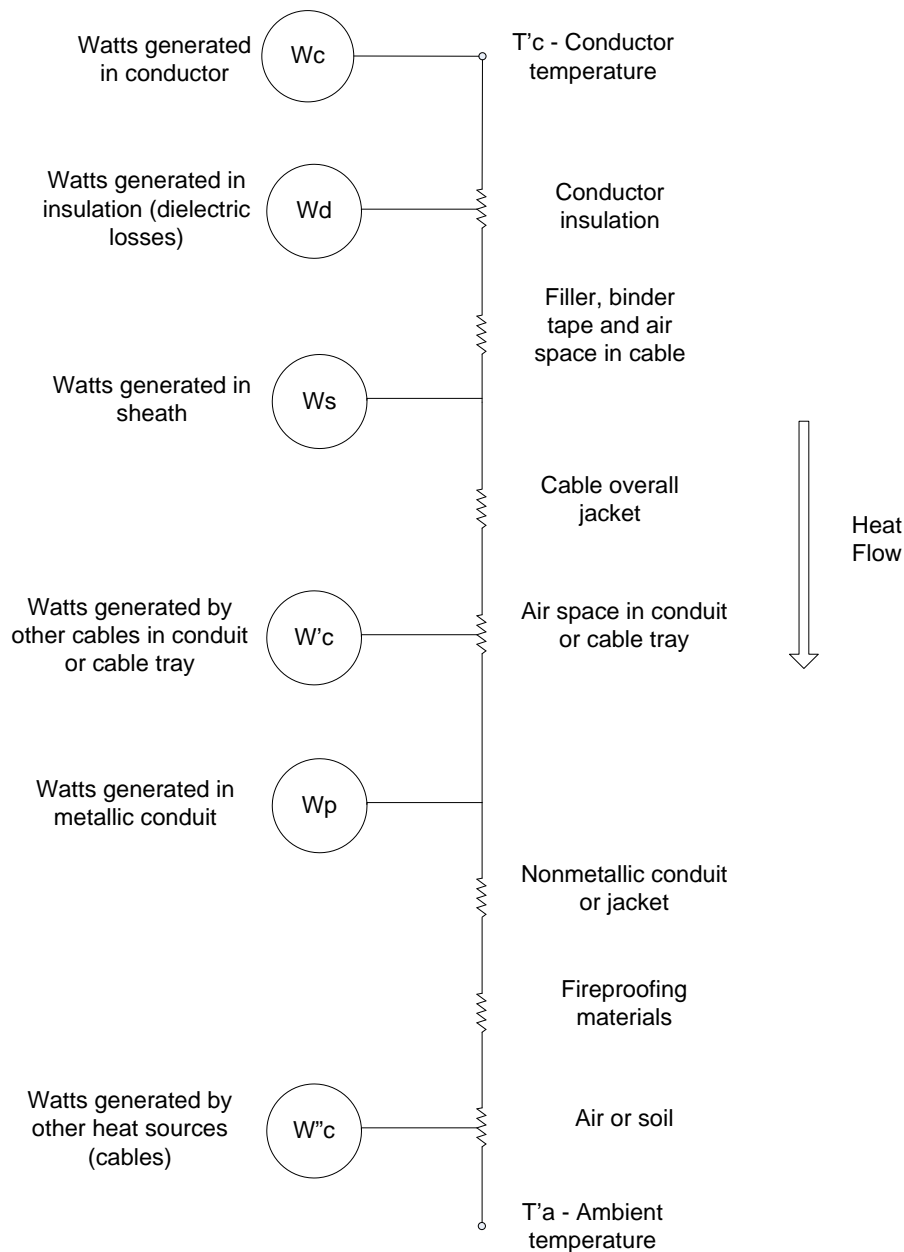 Watts generated
in conductor
Wc
T'c - Conductor
temperature
Watts generated in
insulation (dielectric
losses)
Wd
Conductor
insulation
Filler, binder
tape and air
space in cable
Watts generated in
sheath
Ws
Cable overall
jacket
Heat
Flow
Watts generated by
other cables in conduit
or cable tray
W'c
Air space in conduit
or cable tray
Watts generated in
metallic conduit
Wp
Nonmetallic conduit
or jacket
Fireproofing
materials
Watts generated by
other heat sources
(cables)
W"c
Air or soil
T'a - Ambient
temperature